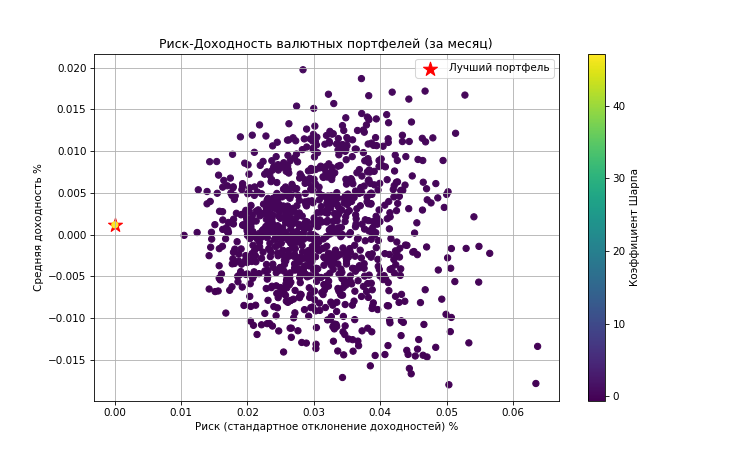 Риск-Доходность валютных портфелей (за месяц)
Лучший портфель
0.020
0.015
0.010
0.005
0.000
−0.005
−0.010
−0.015
Средняя доходность %
0.00 0.01 0.02 0.03 0.04 0.05 0.06
Риск (стандартное отклонение доходностей) %
40
30
20
10
0
Коэффициент Шарпа